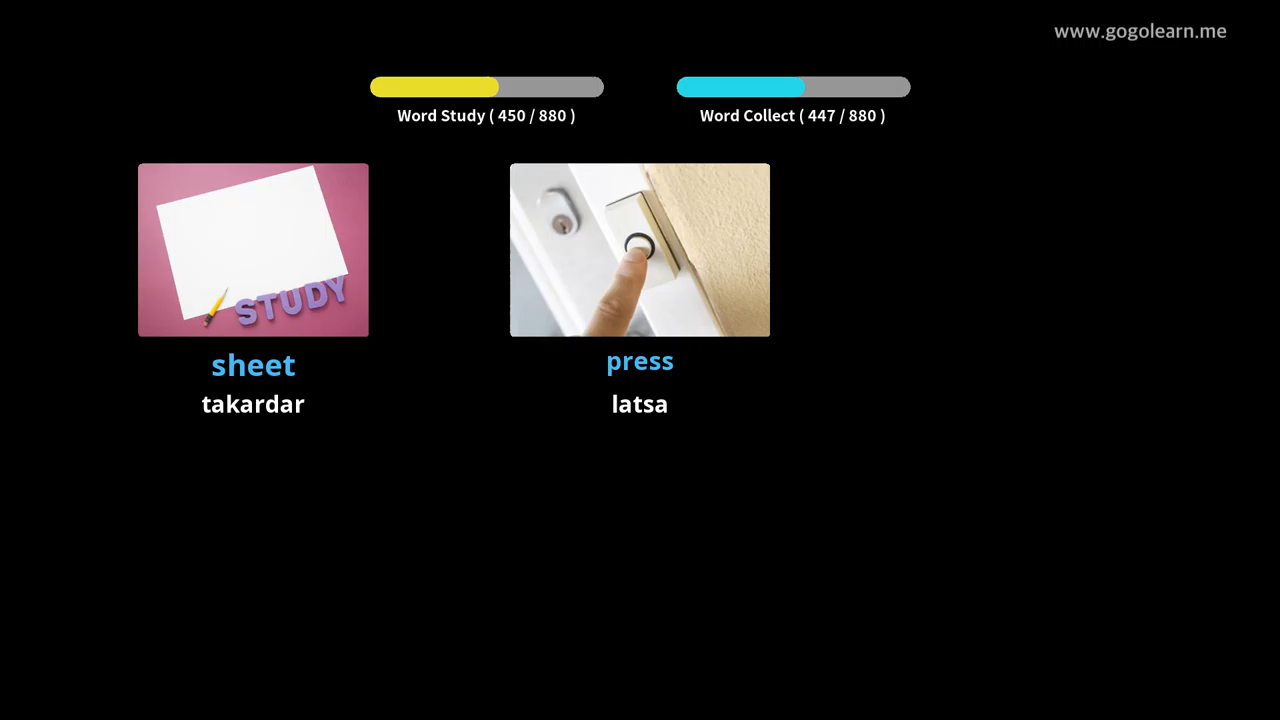 www.gogolearn.me
Word Study ( 450 / 880 )
Word Collect ( 447 / 880 )
STUDY
sheet
takardar
press
latsa